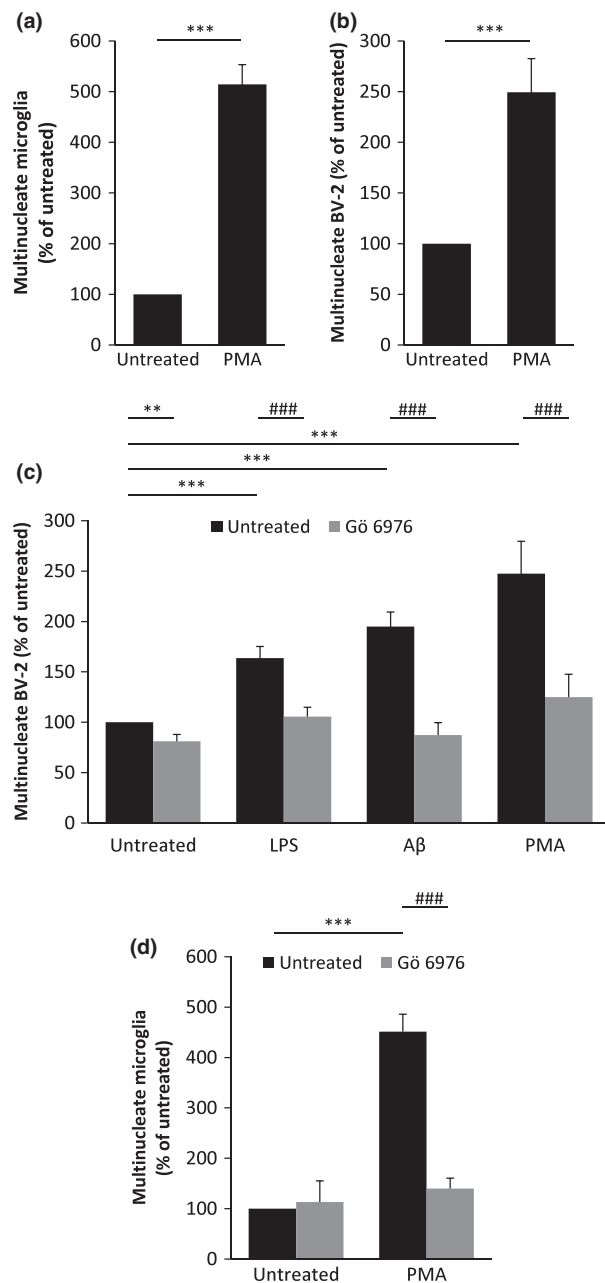 (a)
***
600
500
400
300
200
100
0
Multinucleate microglia
(% of untreated)
Untreated PMA
(b)
***
300
250
200
150
100
50
0
Multinucleate BV-2 (% of untreated)
Untreated PMA
(c)
** ### ### ###
***
***
***
300
250
200
150
100
50
0
Multinucleate BV-2 (% of untreated)
Untreated Gö 6976
Untreated LPS Aβ PMA
(d)
###
***
600
500
400
300
200
100
0
Multinucleate microglia
(% of untreated)
Untreated Gö 6976
Untreated PMA